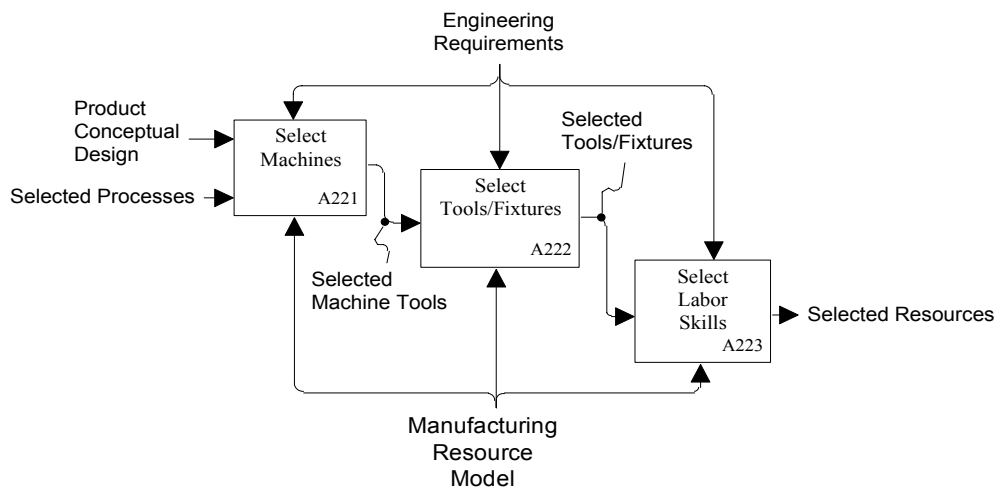 Engineering
Requirements
Product
Conceptual
Design
Selected Processes
Select
Machines
A221
Selected
Tools/Fixtures
Select
Tools/Fixtures
A222
Selected
Machine Tools
Select
Labor
Skills
A223
Selected Resources
Manufacturing
Resource
Model